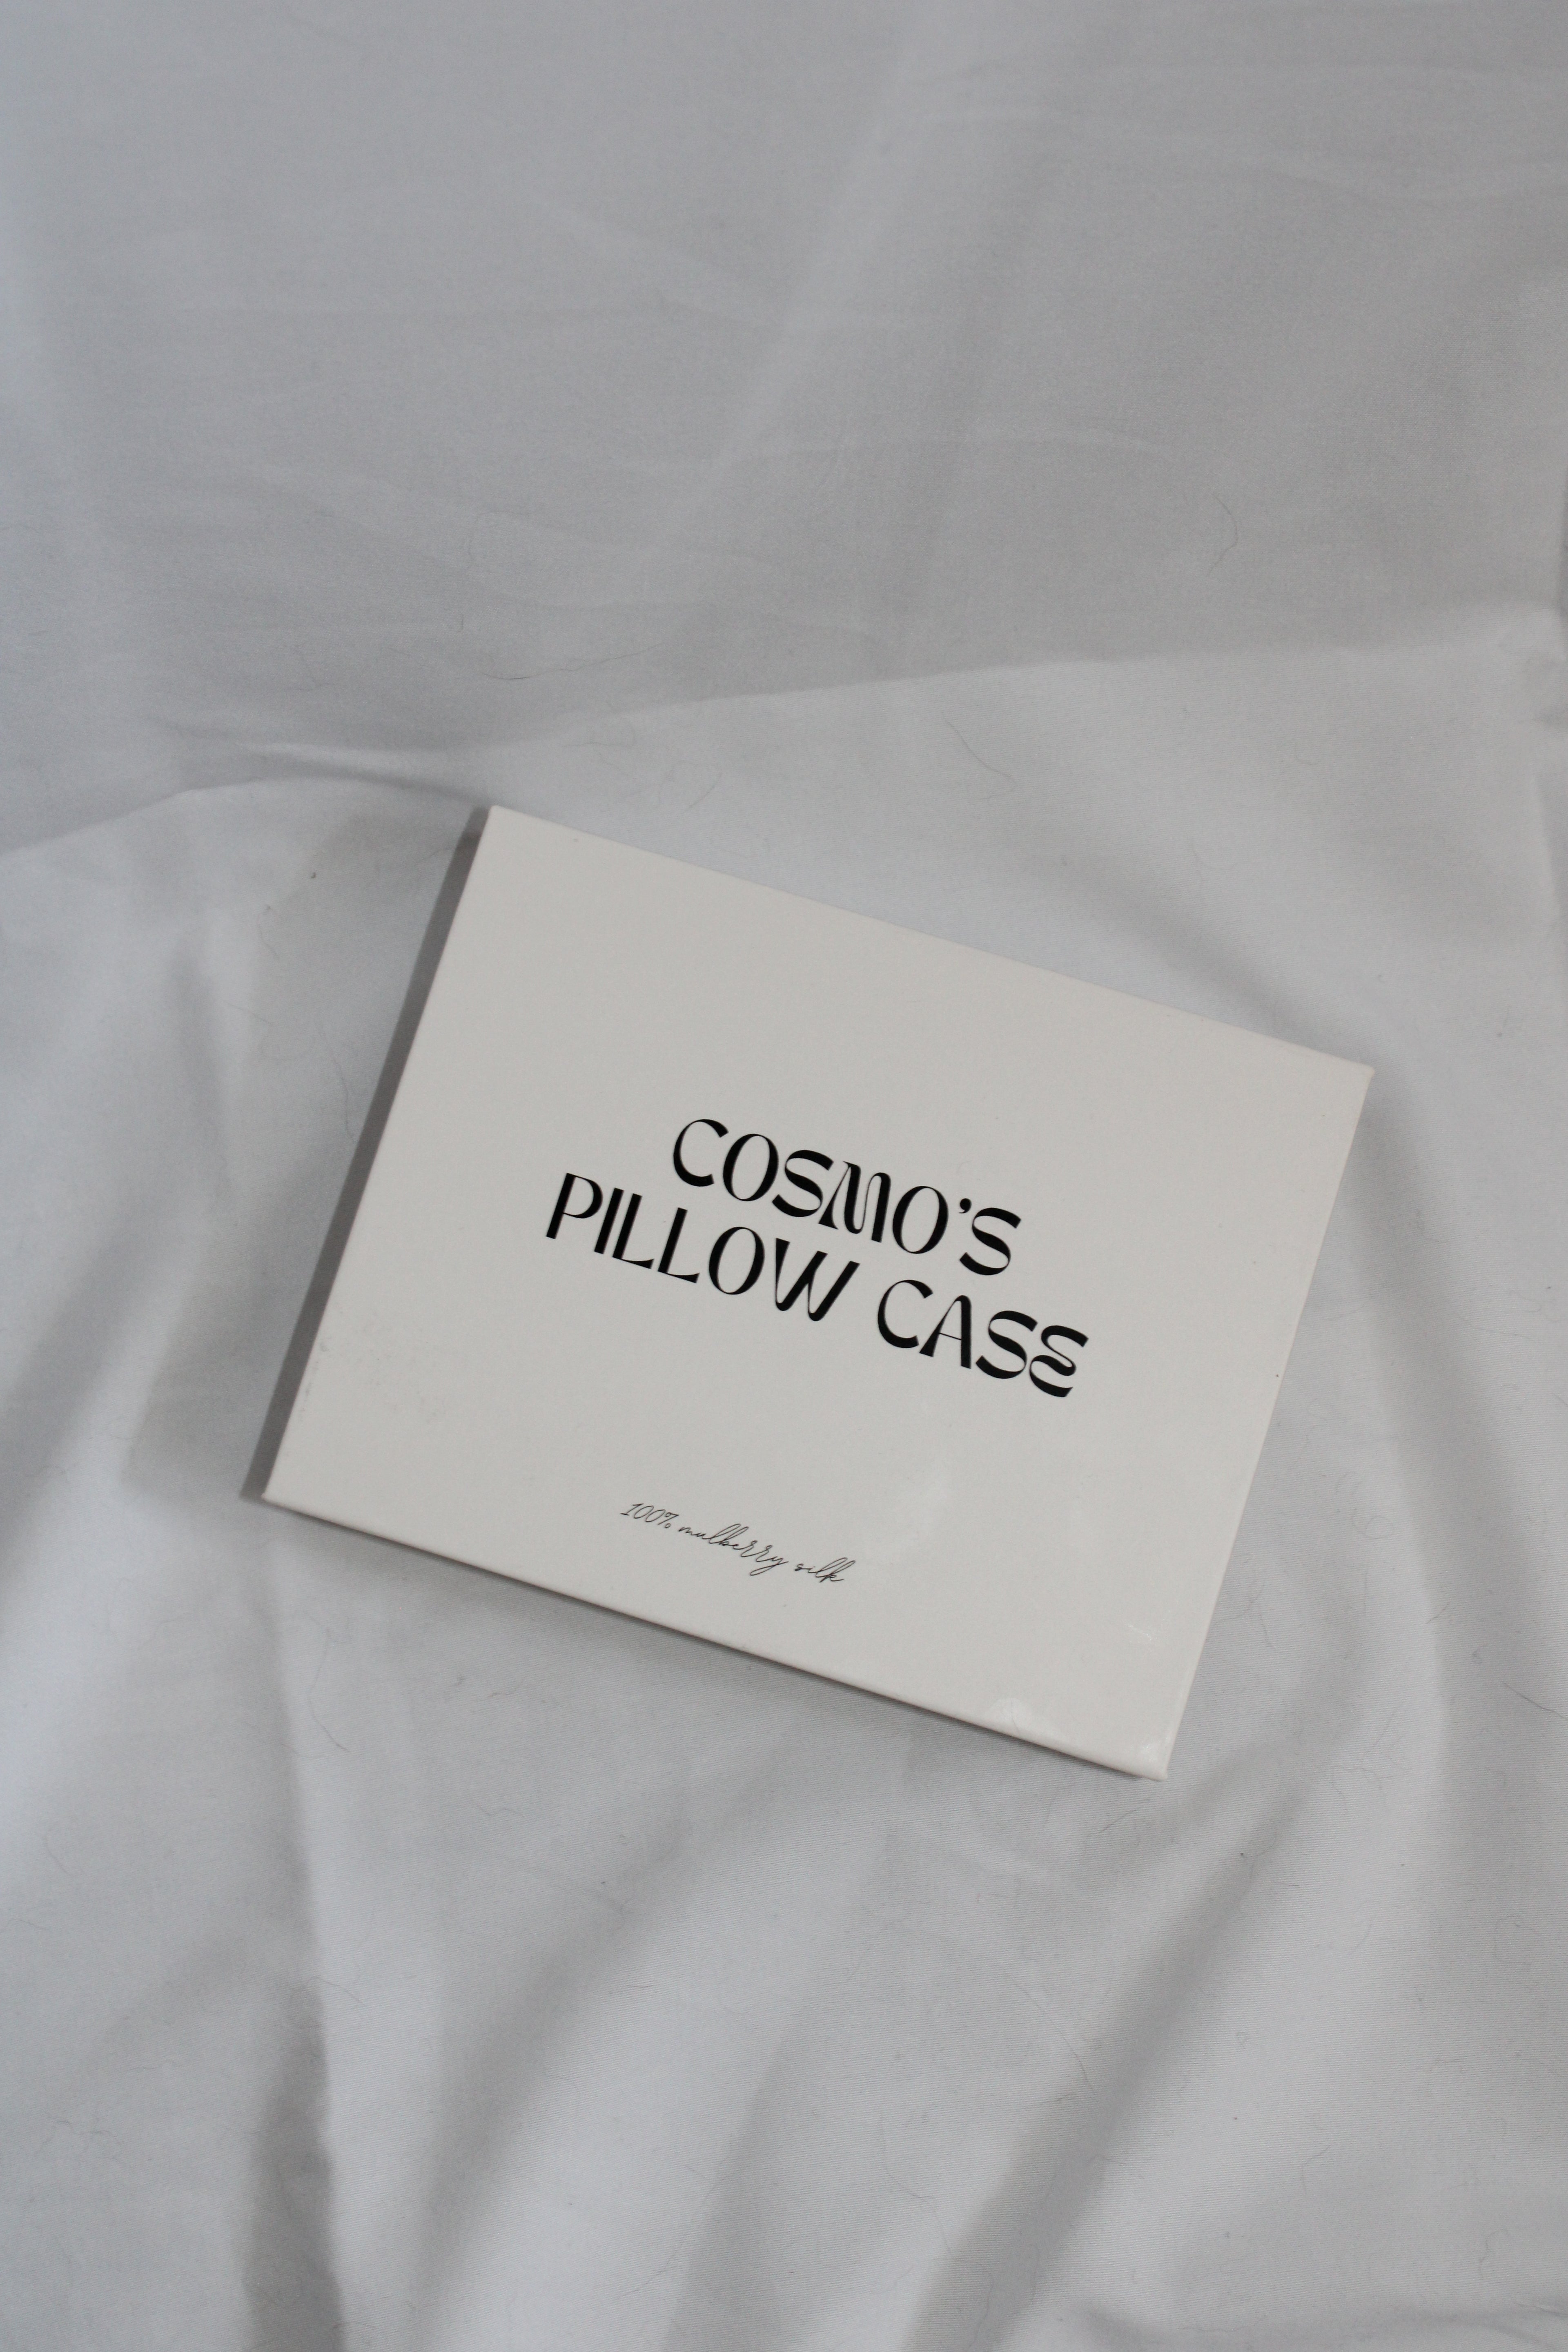 COSMO'S
PILLOW CASE
100% mulberry silk